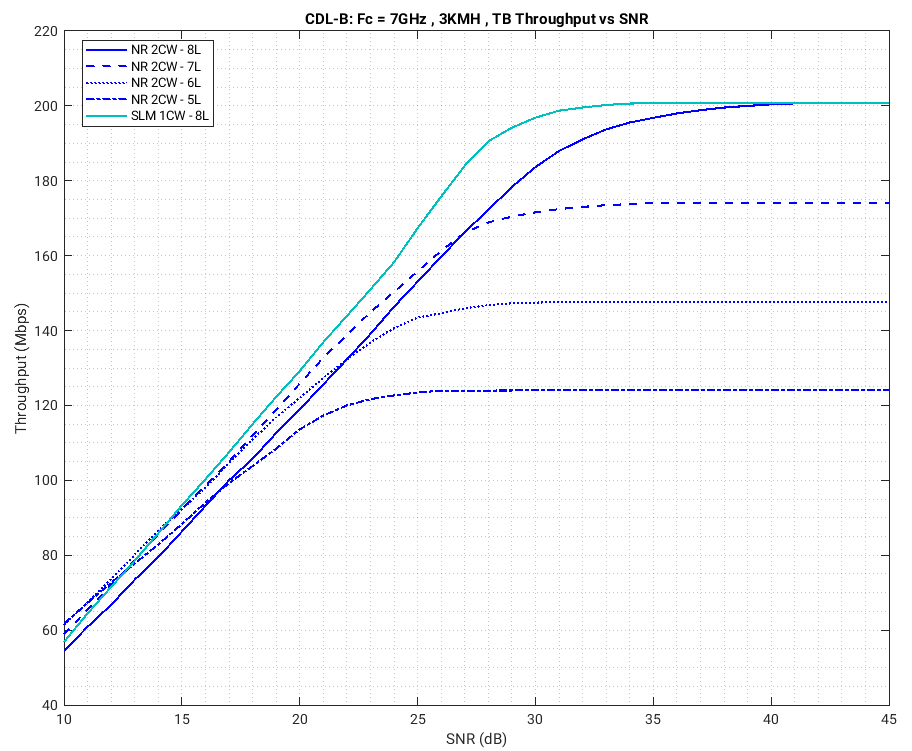 CDL-B: Fc = 7GHz , 3KMH , TB Throughput vs SNR
NR 2CW - 8L
NR 2CW - 7L
NR 2CW - 6L
NR 2CW - 5L
SLM 1CW - 8L
220
200
180
160
140
120
100
80
60
40
Throughput (Mbps)
10 15 20 25 30 35 40 45
SNR (dB)